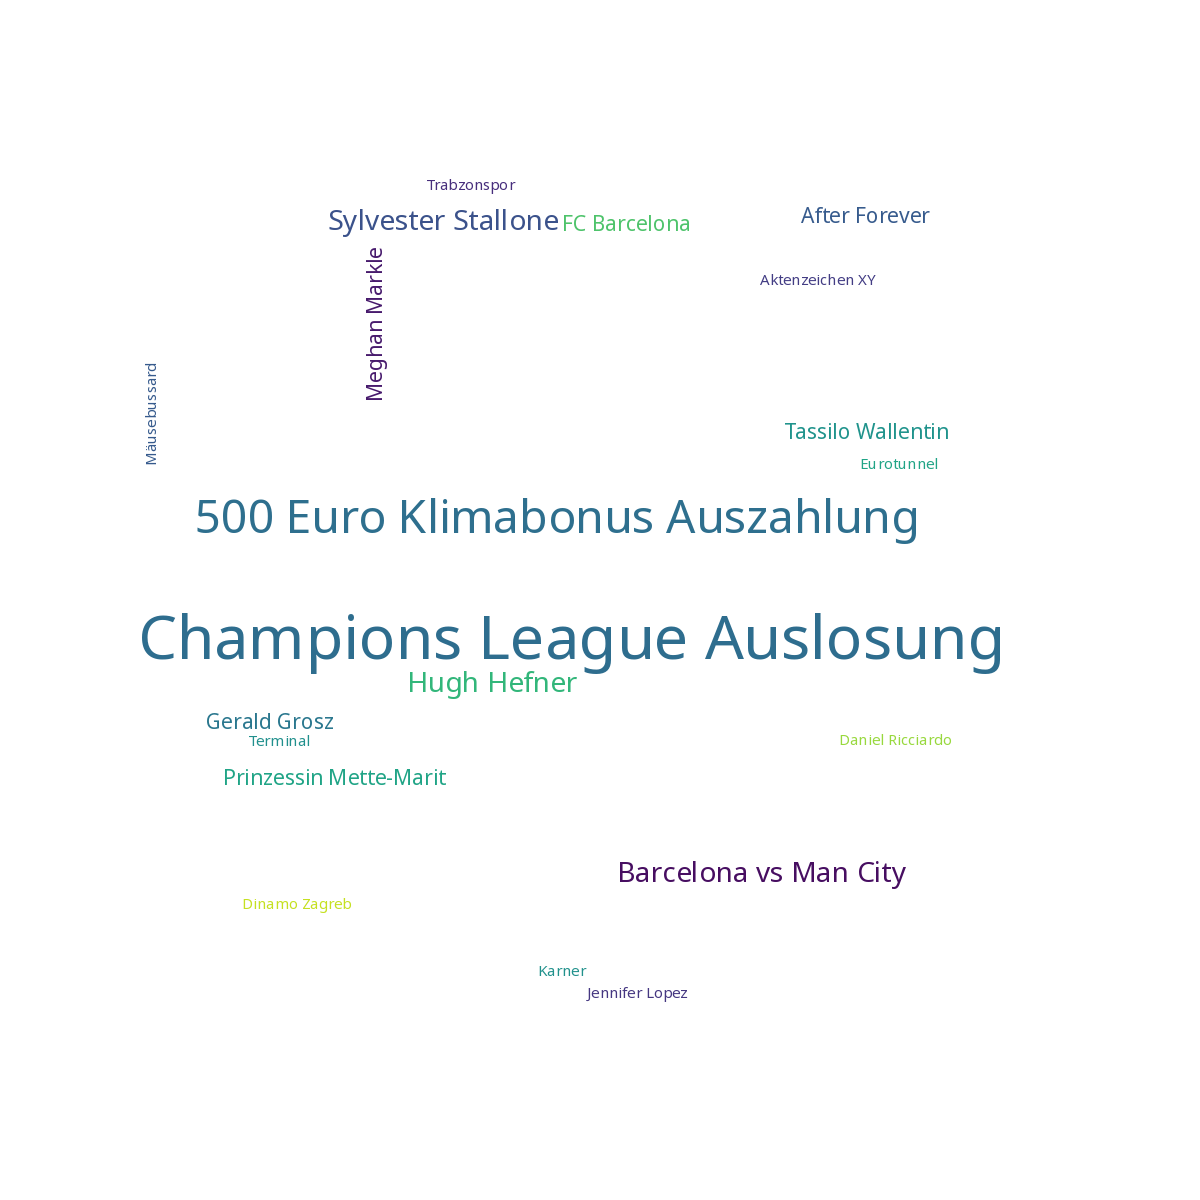 Trabzonspor
Sylvester Stallone
FC Barcelona
After Forever
Meghan Markle
Aktenzeichen XY
Mäusebussard
Tassilo Wallentin
Eurotunnel
500 Euro Klimabonus Auszahlung
Champions League Auslosung
Hugh Hefner
Gerald Grosz
Terminal
Daniel Ricciardo
Prinzessin Mette-Marit
Barcelona vs Man City
Dinamo Zagreb
Karner
Jennifer Lopez